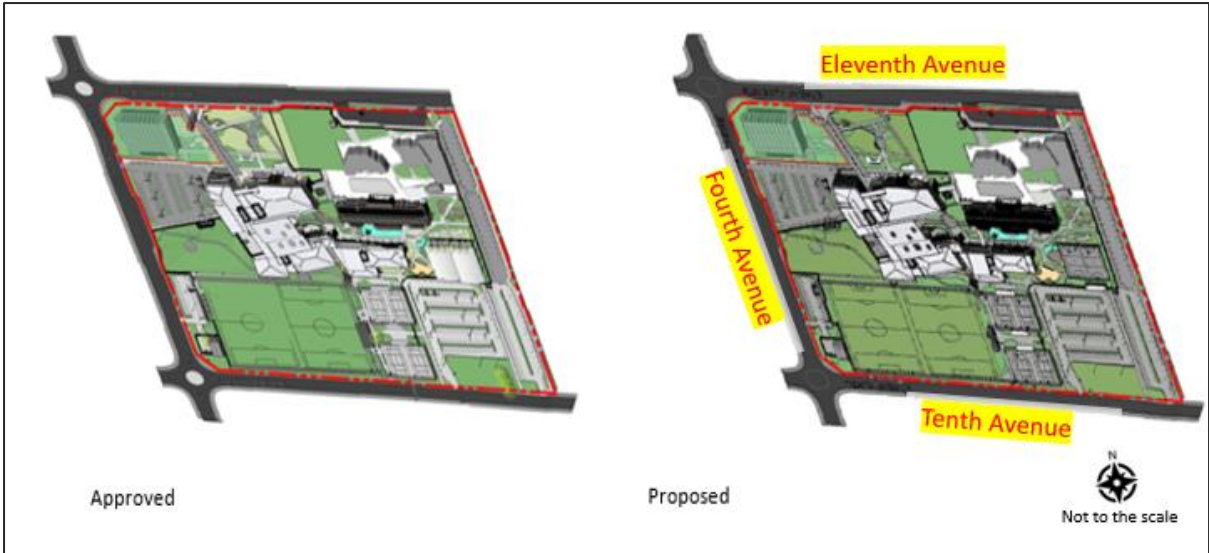 Eleventh Avenue
Fourth Avenue
Tenth Avenue
Approved
Proposed
N
Not to the scale